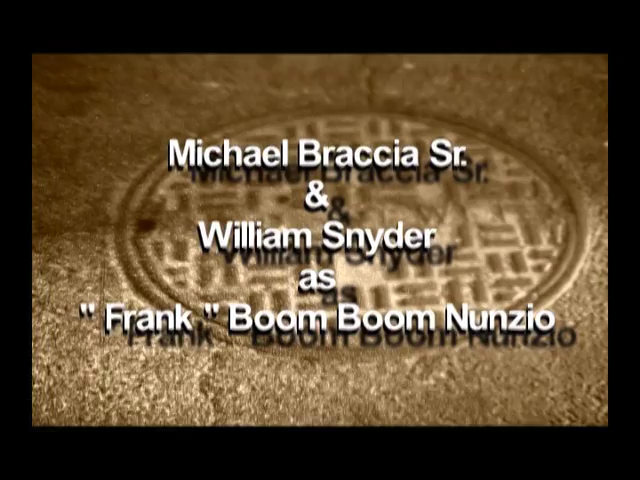 Michael Braccia Sr.
&
William Snyder
as
" Frank " Boom Boom Nunzio